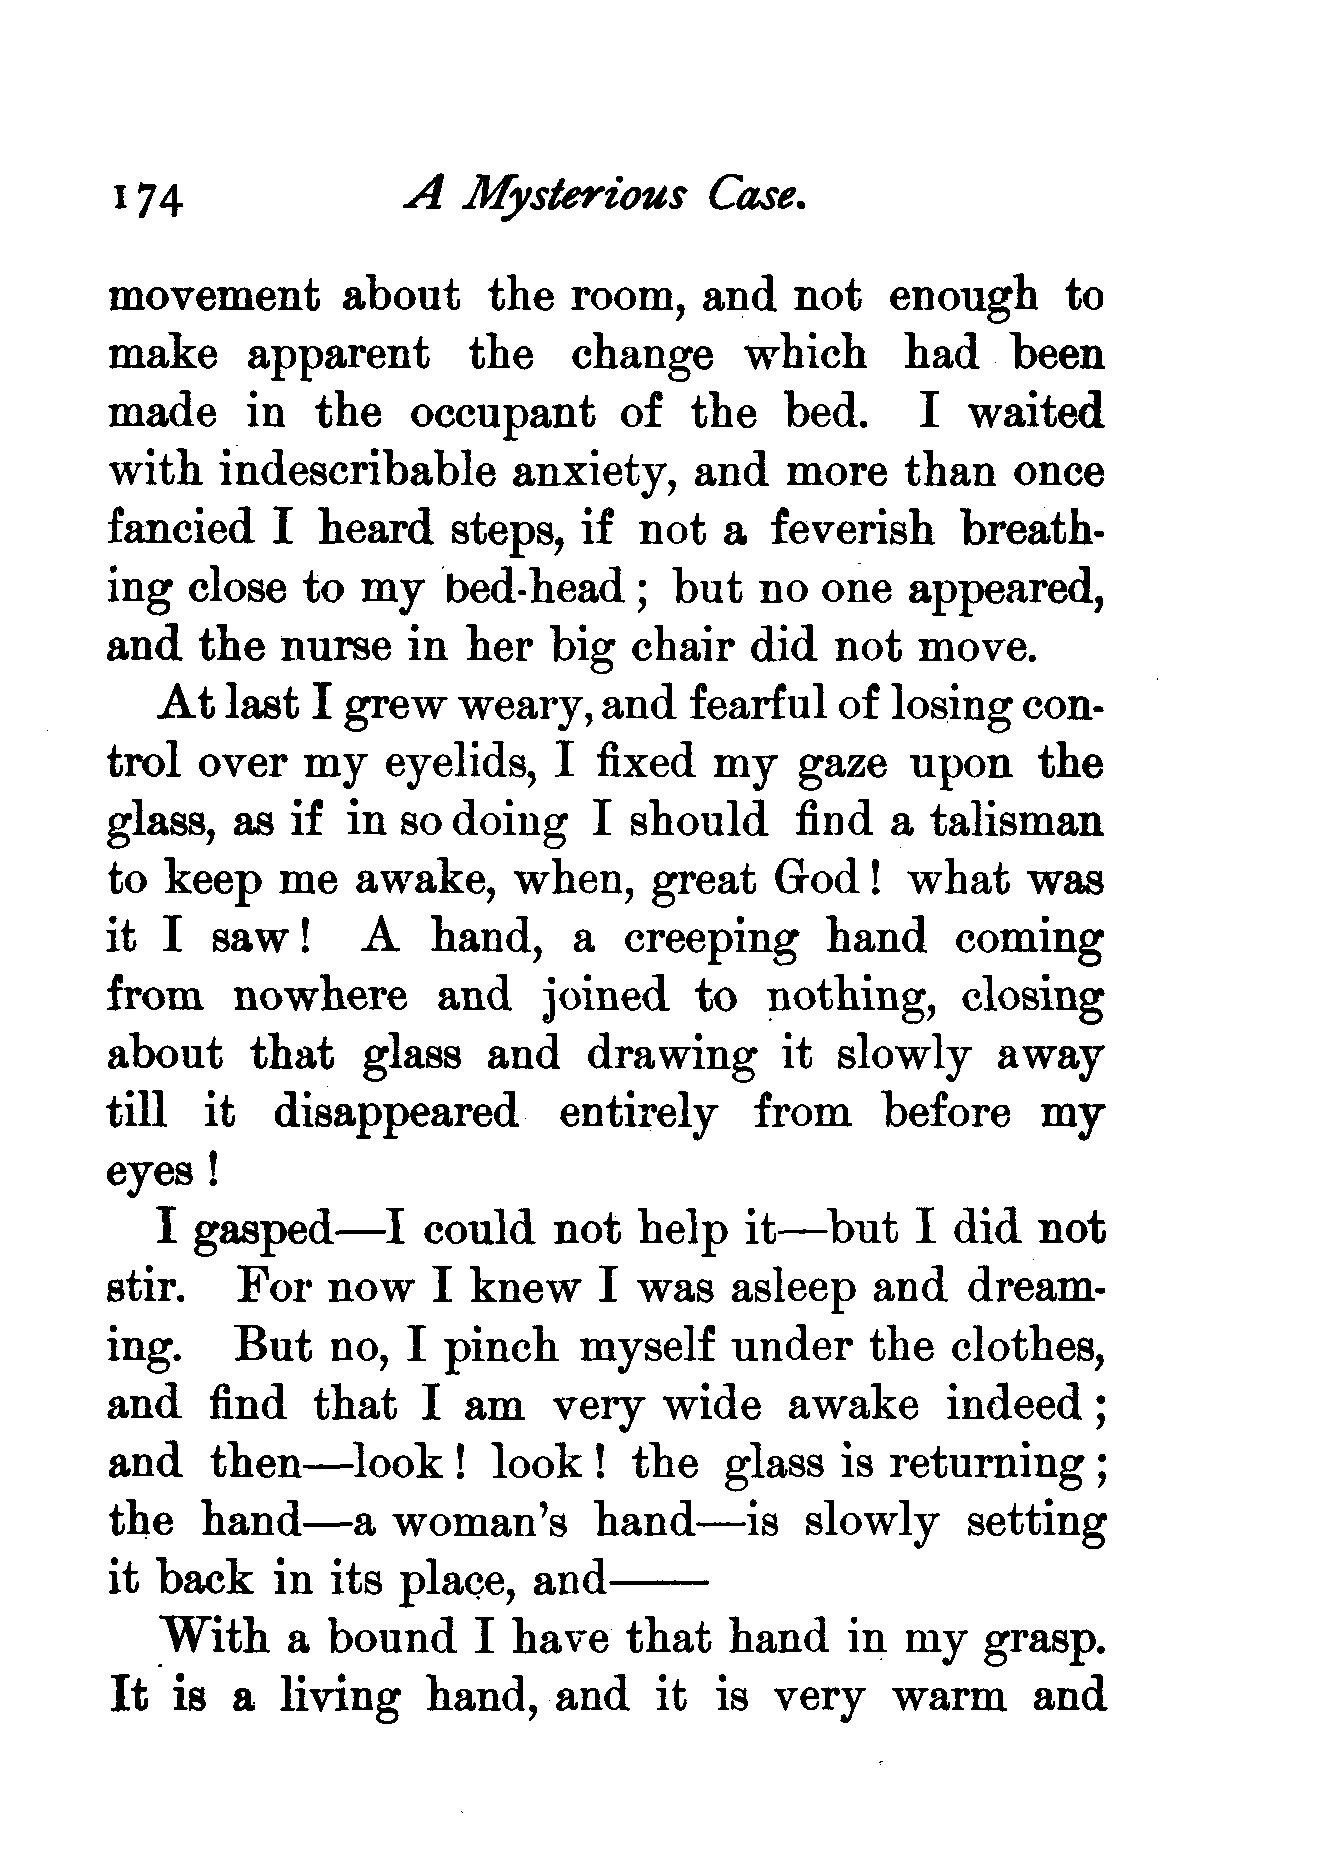 174 A Mysterious Case.
movement about the room, and not enough to
make apparent the change which had been
made in the occupant of the bed. I waited
with indescribable anxiety, and more than once
fancied I heard steps, if not a feverish breath-
ing close to my bed-head; but no one appeared,
and the nurse in her big chair did not move.
At last I grew weary, and fearful of losing con-
trol over my eyelids, I fixed my gaze upon the
glass, as if in so doing I should find a talisman
to keep me awake, when, great God! what was
it I saw! A hand, a creeping hand coming
from nowhere and joined to nothing, closing
about that glass and drawing it slowly away
till it disappeared entirely from before my
eyes!
I gasped—I could not help it—but I did not
stir. For now I knew I was asleep and dream-
ing. But no, I pinch myself under the clothes,
and find that I am very wide awake indeed;
and then—look! look! the glass is returning;
the hand—a woman's hand—is slowly setting
it back in its place, and——
With a bound I have that hand in my grasp.
It is a living hand, and it is very warm and